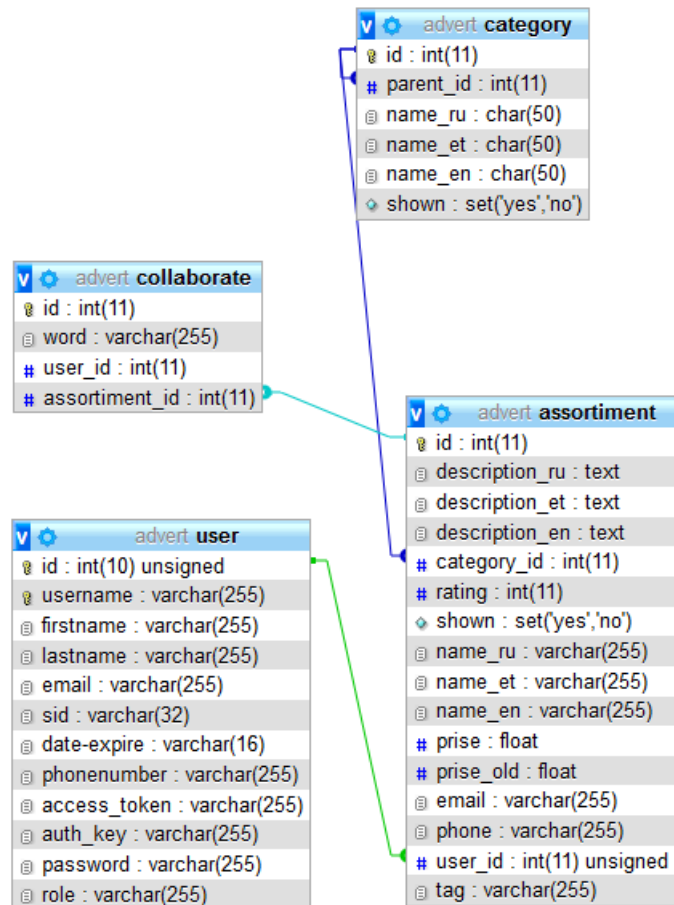 v advert category
id : int(11)
# parent_id : int(11)
name_ru : char(50)
name_et : char(50)
name_en : char(50)
shown : set('yes','no')
v advert collaborate
id : int(11)
word : varchar(255)
# user_id : int(11)
# assortiment_id : int(11)
v advert assortiment
id : int(11)
description_ru : text
description_et : text
description_en : text
# category_id : int(11)
# rating : int(11)
shown : set('yes','no')
name_ru : varchar(255)
name_et : varchar(255)
name_en : varchar(255)
# prise : float
# prise_old : float
email : varchar(255)
phone : varchar(255)
# user_id : int(11) unsigned
tag : varchar(255)
v advert user
id : int(10) unsigned
username : varchar(255)
firstname : varchar(255)
lastname : varchar(255)
email : varchar(255)
sid : varchar(32)
date-expire : varchar(16)
phonenumber : varchar(255)
access_token : varchar(255)
auth_key : varchar(255)
password : varchar(255)
role : varchar(255)